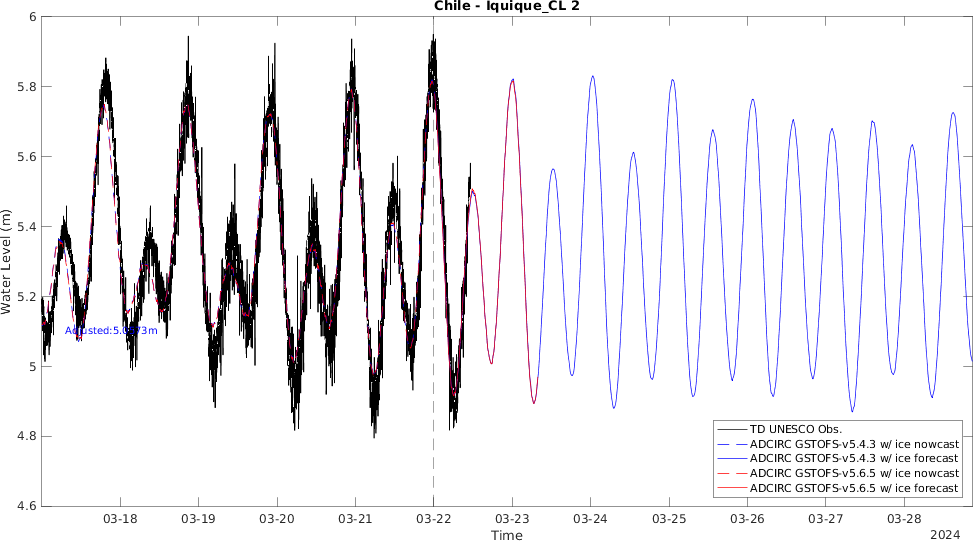 Chile - Iquique_CL 2
Water Level (m)
6
5.8
5.6
5.4
5.2
5
4.8
4.6
03-18
03-19
03-20
03-21
03-22
03-23
03-24
03-25
03-26
03-27
03-28
Time
2024
TD UNESCO Obs.
ADCIRC GSTOFS-v5.4.3 w/ ice nowcast
ADCIRC GSTOFS-v5.4.3 w/ ice forecast
ADCIRC GSTOFS-v5.6.5 w/ ice nowcast
ADCIRC GSTOFS-v5.6.5 w/ ice forecast